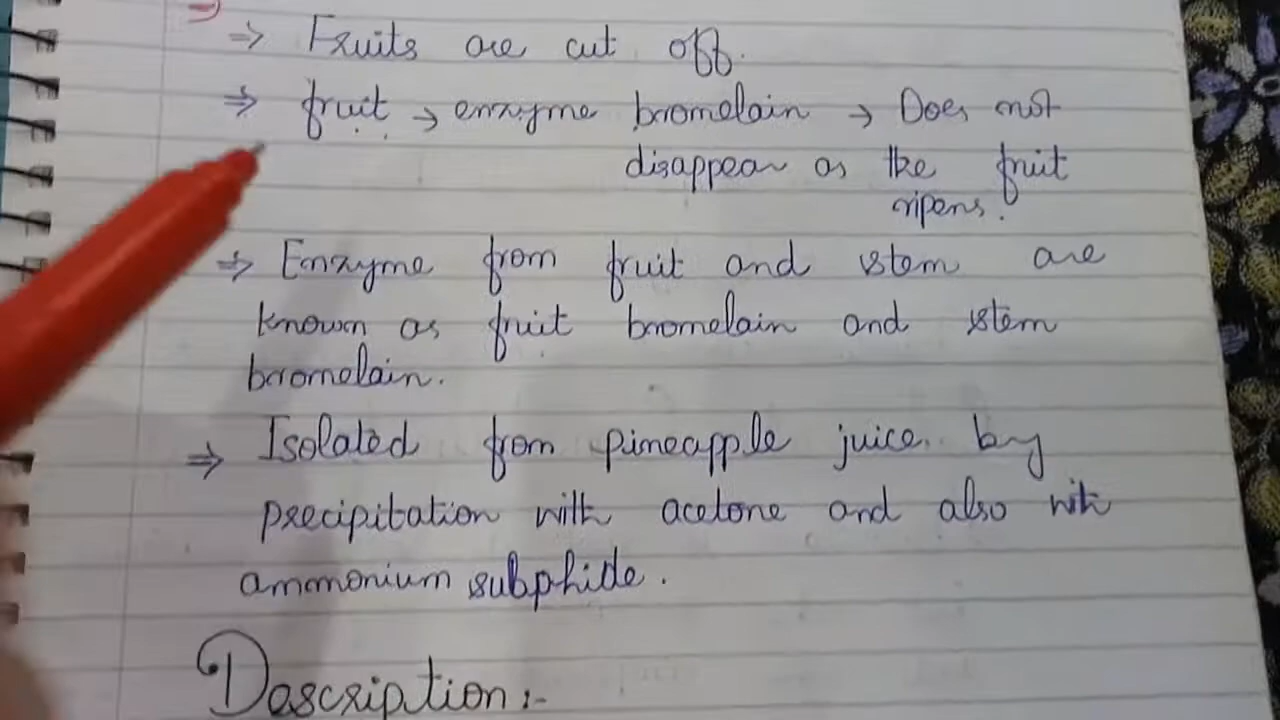 ⇒ Fruits are cut off.
⇒ fruit → enzyme bromelain → Does not
disappear as the fruit
ripens.
⇒ Enzyme from fruit and stem are
known as fruit bromelain and stem
bromelain.
⇒ Isolated from pineapple juice by
precipitation with acetone and also with
ammonium sulphide.
Description :-